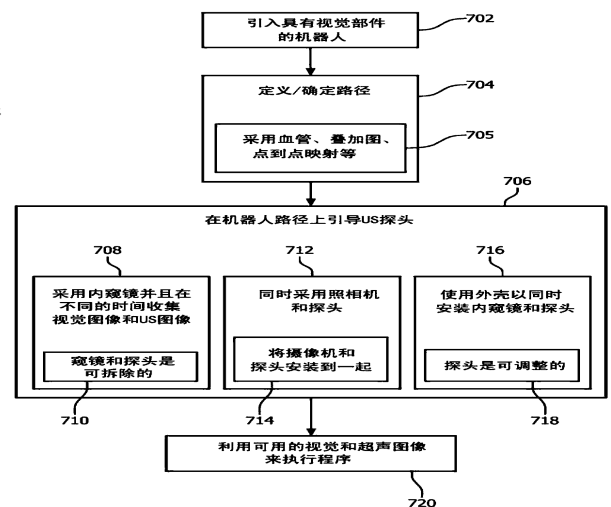 引入具有视觉部件
的机器人
702
定义/确定路径
704
采用血管、叠加图、
点到点映射等
705
706
在机器人路径上引导US探头
708
采用内窥镜并且在
不同的时间收集
视觉图像和US图像
窥镜和探头是
可拆除的
710
712
同时采用照相机
和探头
将摄像机和
探头安装到一起
714
716
使用外壳以同时
安装内窥镜和探头
探头是可调整的
718
利用可用的视觉和超声图像
来执行程序
720